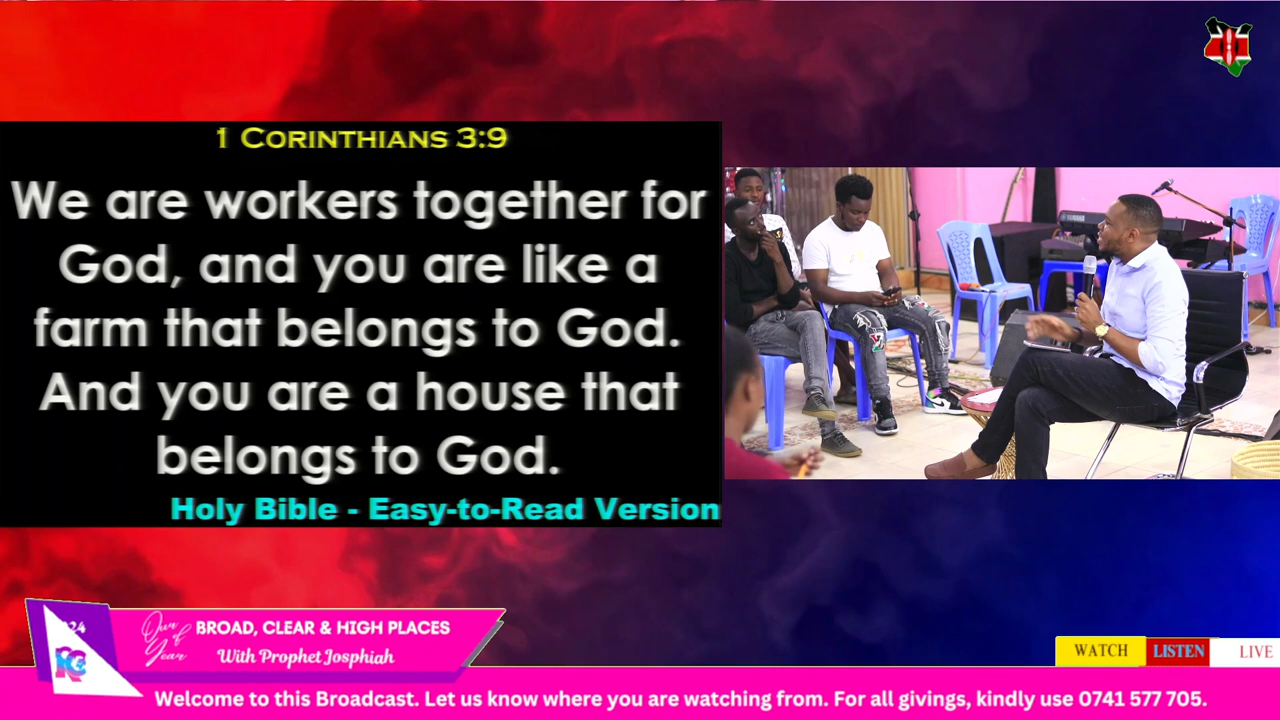 1 Corinthians 3:9
We are workers together for
God, and you are like a
farm that belongs to God.
And you are a house that
belongs to God.
Holy Bible - Easy-to-Read Version
Our
of
Year
BROAD, CLEAR & HIGH PLACES
With Prophet Josphiah
WATCH
LISTEN
LIVE
Welcome to this Broadcast. Let us know where you are watching from. For all givings, kindly use 0741 577 705.